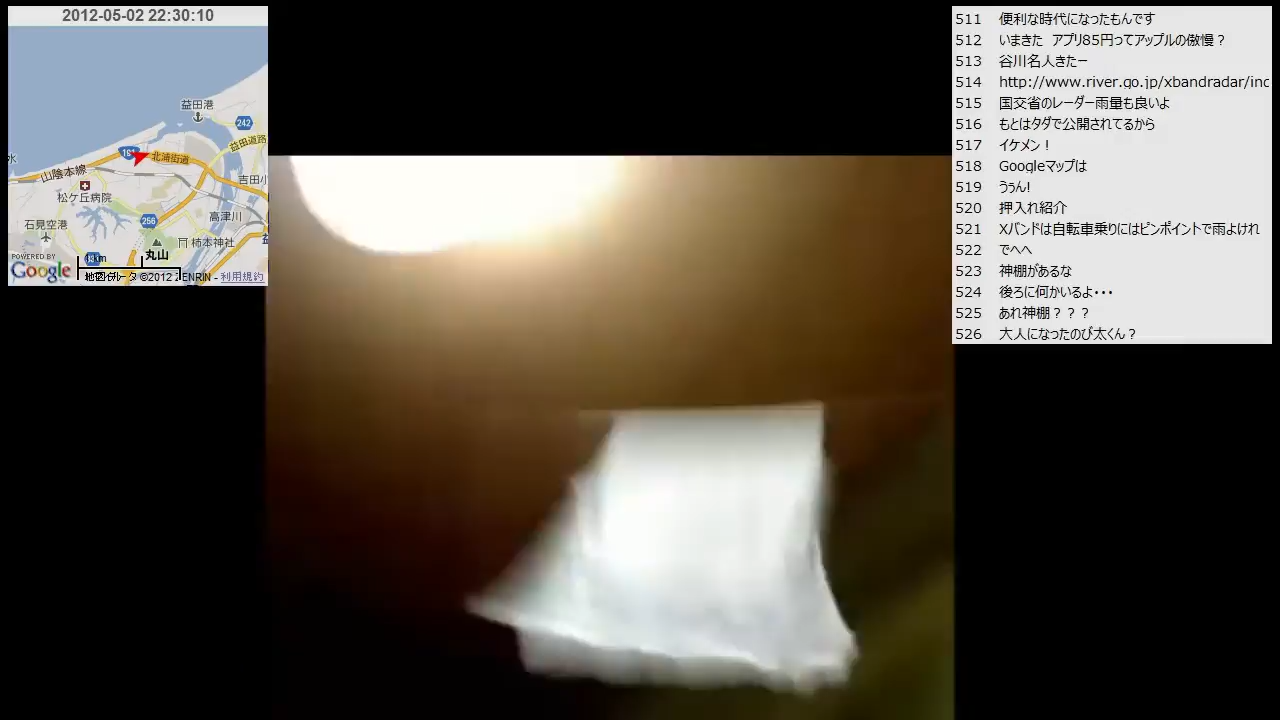 2012-05-02 22:30:10
益田港
242
191
北浦街道
益田道路
山陰本線
吉田小
松ケ丘病院
256
高津川
石見空港
柿本神社
丸山
POWERED BY
Google
利用規約
511 便利な時代になったもんです
512 いまきた アプリ85円ってアップルの傲慢？
513 谷川名人きたー
514 http://www.river.go.jp/xbandradar/inc
515 国交省のレーダー雨量も良いよ
516 もとはタダで公開されてるから
517 イケメン！
518 Googleマップは
519 うぅん!
520 押入れ紹介
521 Xバンドは自転車乗りにはピンポイントで雨よけれ
522 でへへ
523 神棚があるな
524 後ろに何かいるよ・・・
525 あれ神棚？？？
526 大人になったのび太くん？